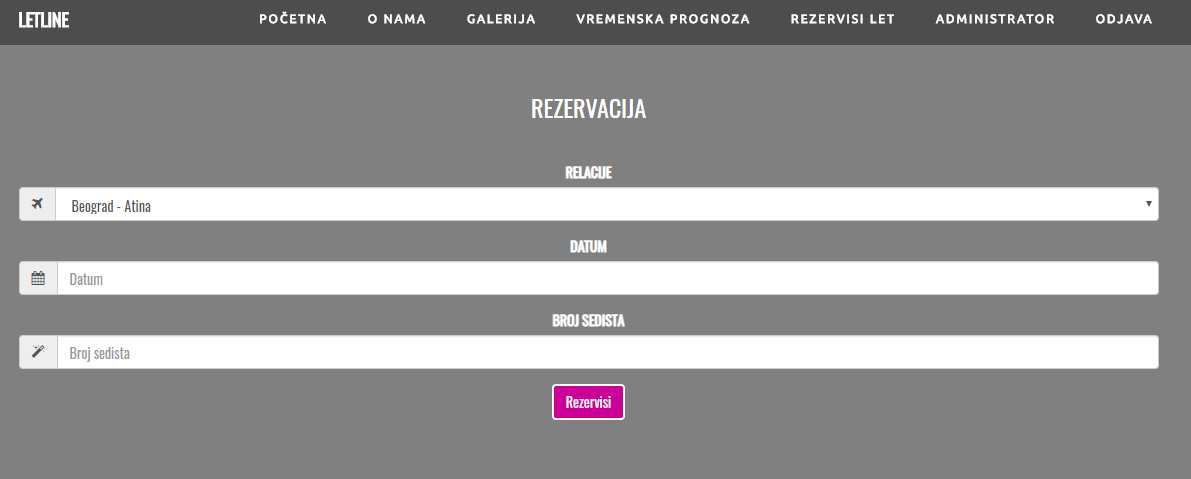 LETLINE POČETNA O NAMA GALERIJA VREMENSKA PROGNOZA REZERVISI LET ADMINISTRATOR ODJAVA
REZERVACIJA
RELACIJE
Beograd - Atina
DATUM
Datum
BROJ SEDISTA
Broj sedista
Rezervisi